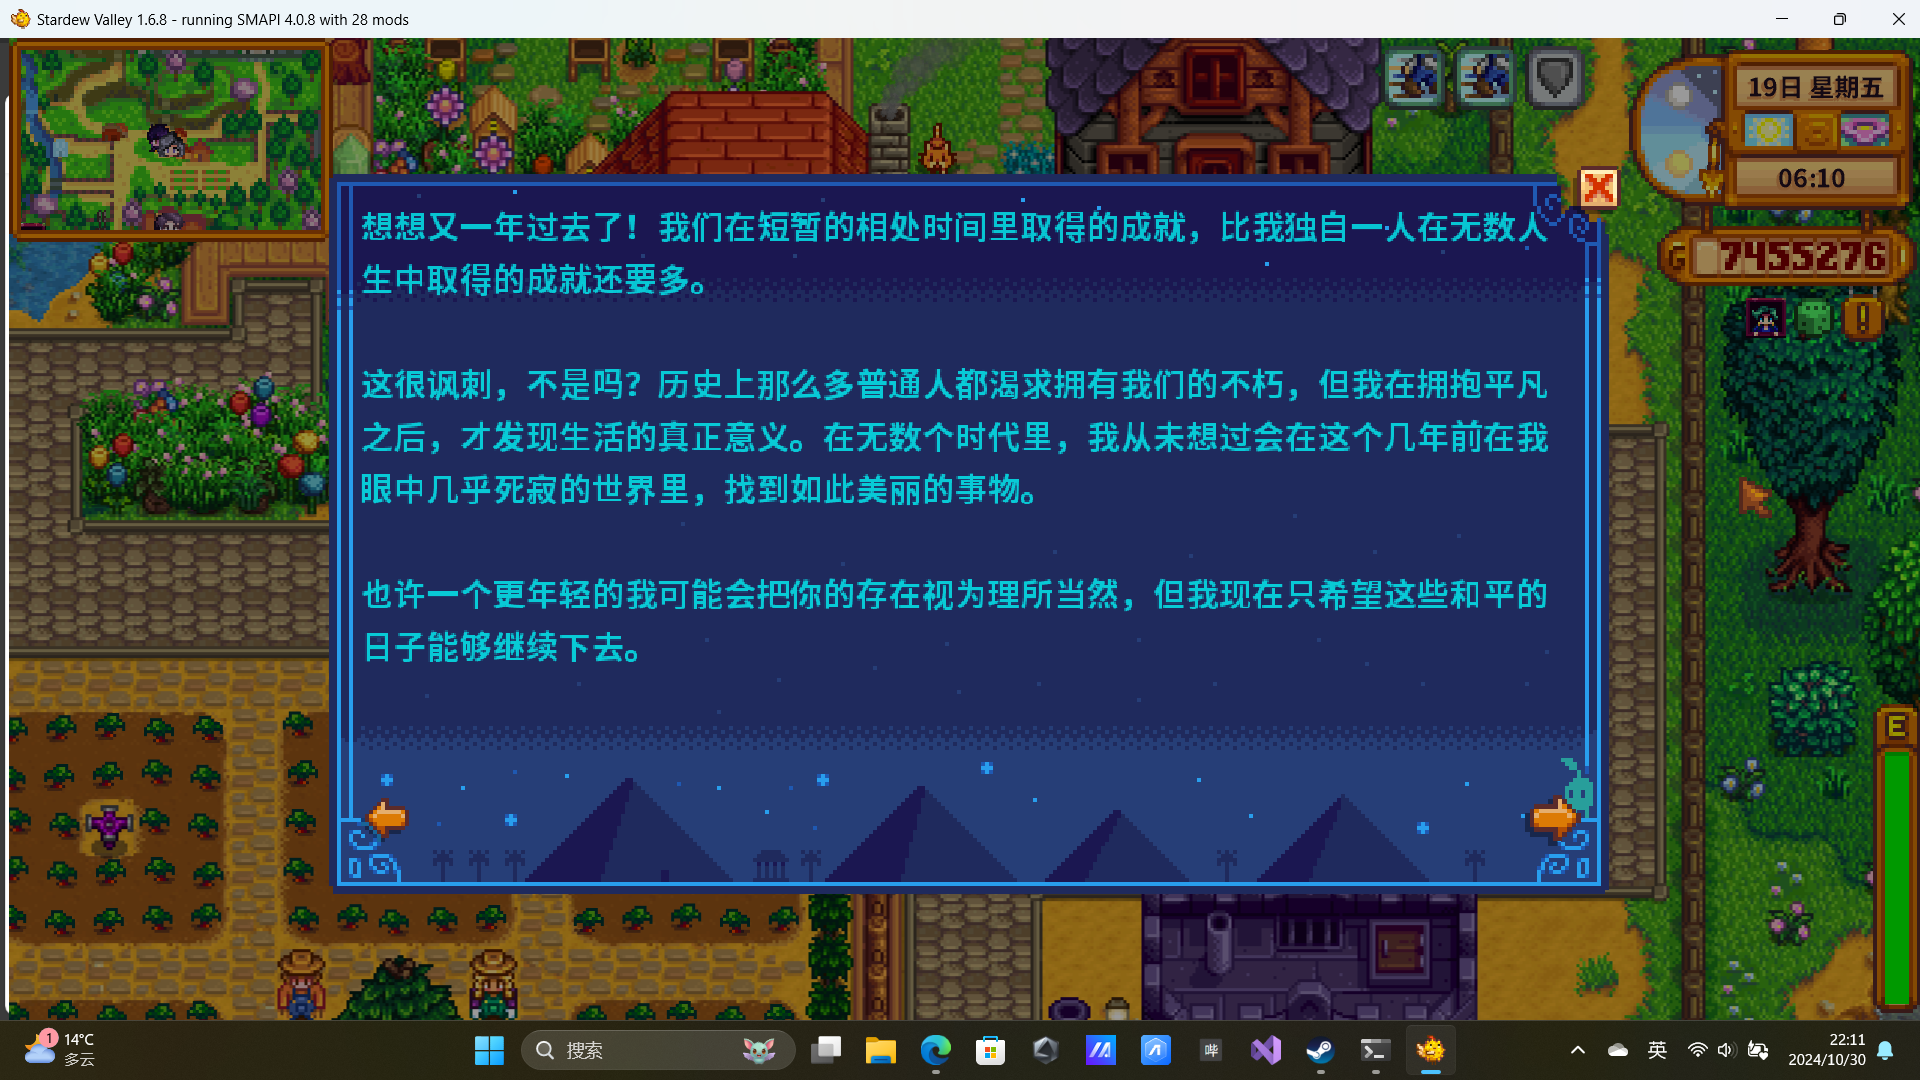 Stardew Valley 1.6.8 - running SMAPI 4.0.8 with 28 mods
19日 星期五
06:10
G 7455276
想想又一年过去了！我们在短暂的相处时间里取得的成就，比我独自一人在无数人
生中取得的成就还要多。
这很讽刺，不是吗？历史上那么多普通人都渴求拥有我们的不朽，但我在拥抱平凡
之后，才发现生活的真正意义。在无数个时代里，我从未想过会在这个几年前在我
眼中几乎死寂的世界里，找到如此美丽的事物。
也许一个更年轻的我可能会把你的存在视为理所当然，但我现在只希望这些和平的
日子能够继续下去。
E
1
14°C
多云
搜索
哔
英
22:11
2024/10/30